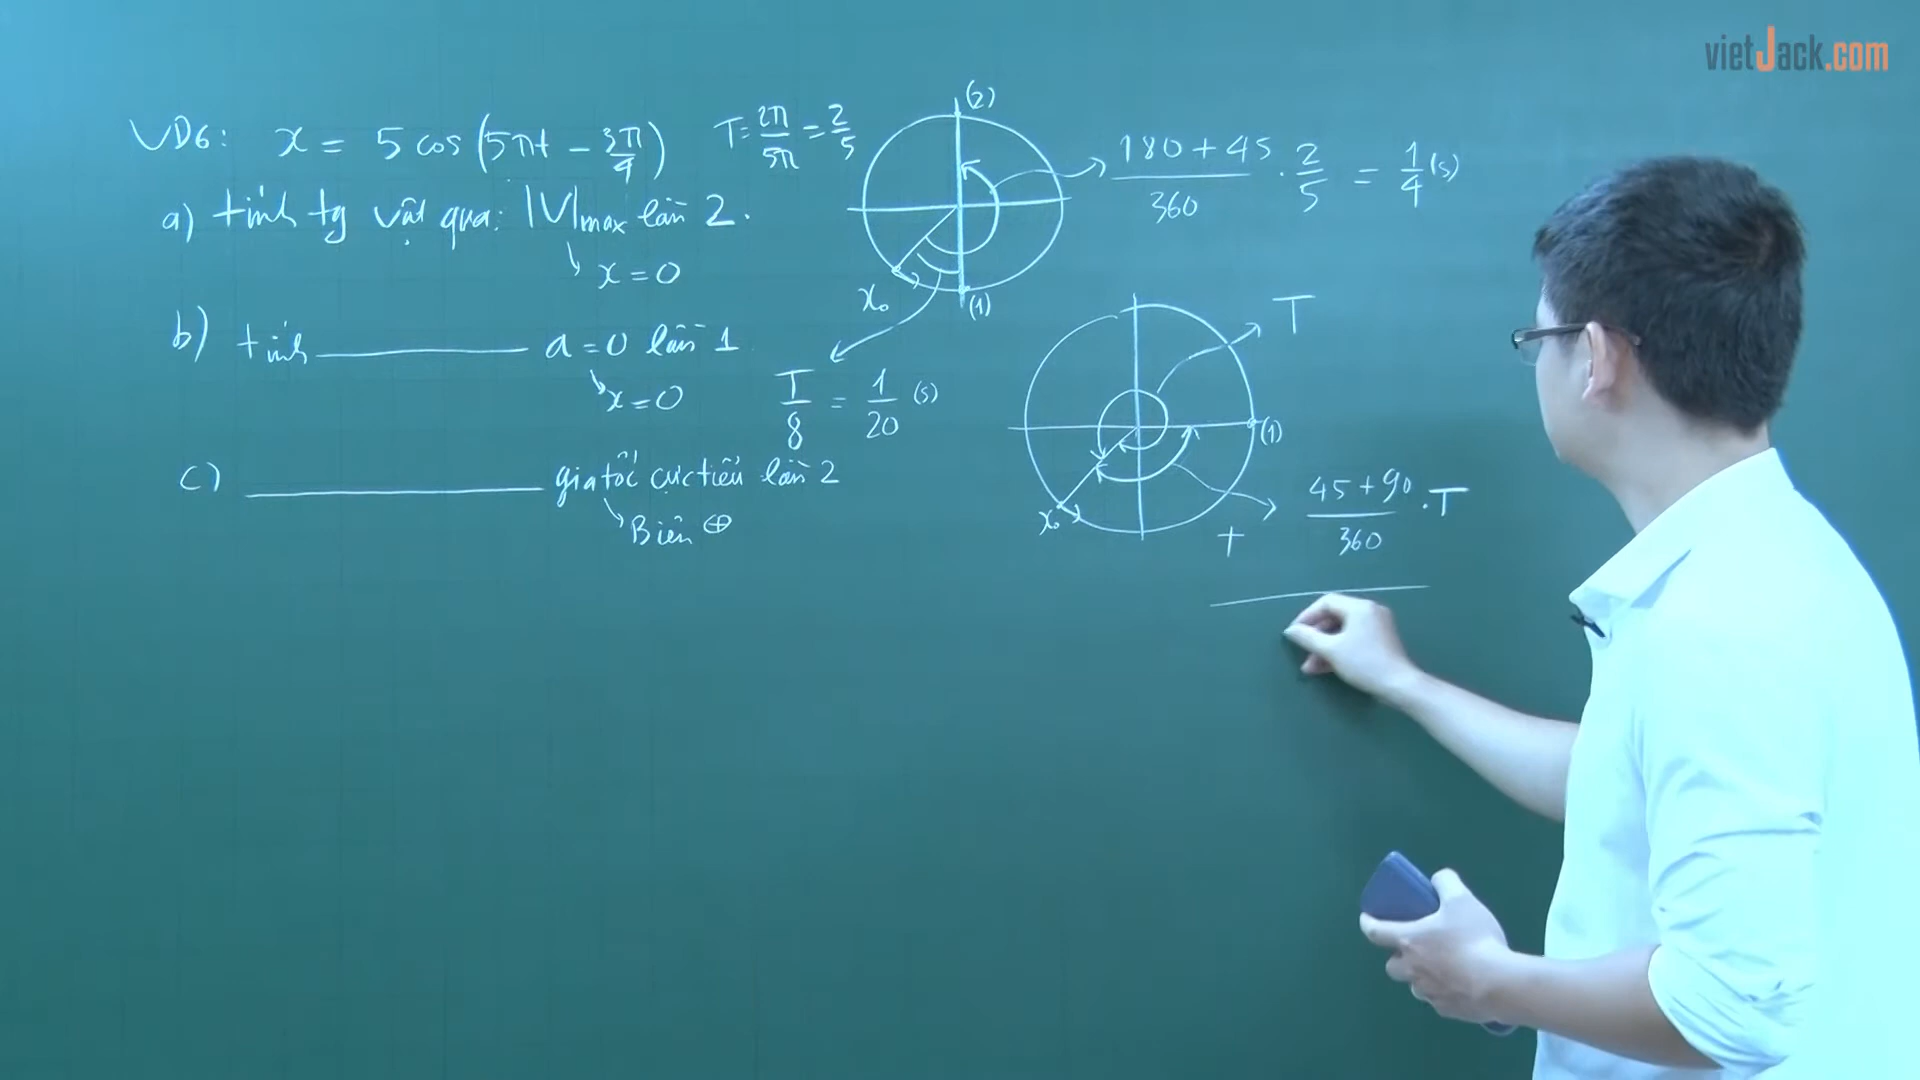 vietJack.com
VD6: x = 5 cos (5πt - 3π/4) T = 2π/5π = 2/5
a) tính tg vật qua: |V|max lần 2.
x = 0
b) tính a = 0 lần 1
x = 0
c) gia tốc cực tiểu lần 2
Biên ⊕
(2)
(1)
x₀
(180 + 45)/360 . 2/5 = 1/4 (s)
T/8 = 1/20 (s)
T
(1)
x₀
+
(45 + 90)/360 . T